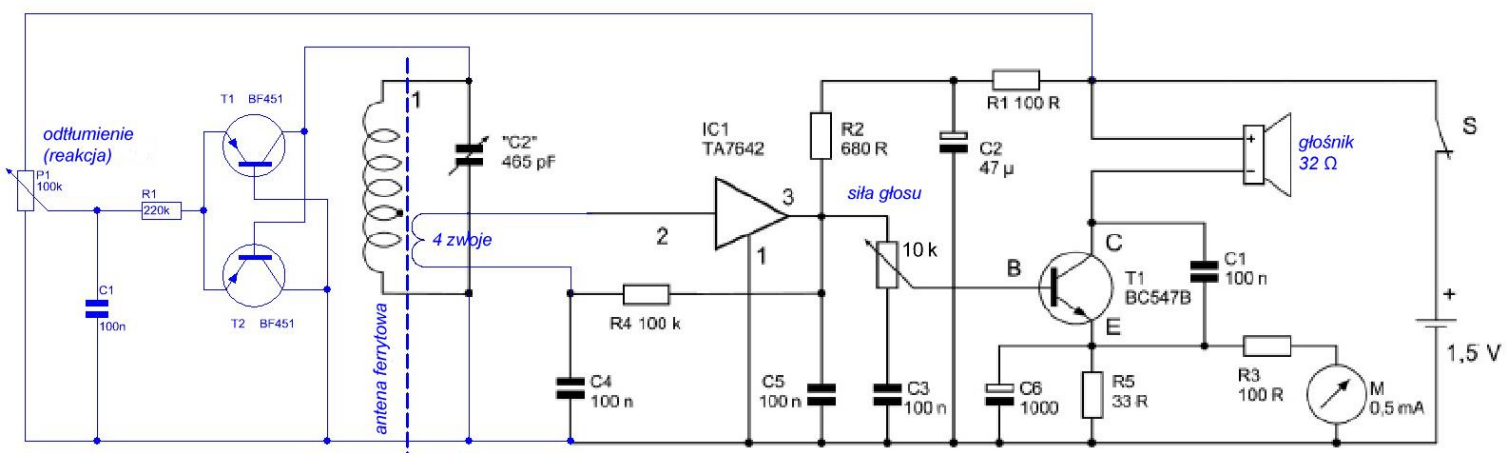 odtłumienie
(reakcja)
P1
100k
C1
100n
R1
220k
T1 BF451
T2 BF451
antena ferrytowa
1
"C2"
465 pF
4 zwoje
2
IC1
TA7642
3
1
R4 100 k
C4
100 n
R2
680 R
C5
100 n
siła głosu
10 k
C3
100 n
C2
47 µ
R1 100 R
B
C
E
T1
BC547B
C1
100 n
C6
1000
R5
33 R
R3
100 R
M
0,5 mA
+
−
głośnik
32 Ω
S
+
1,5 V